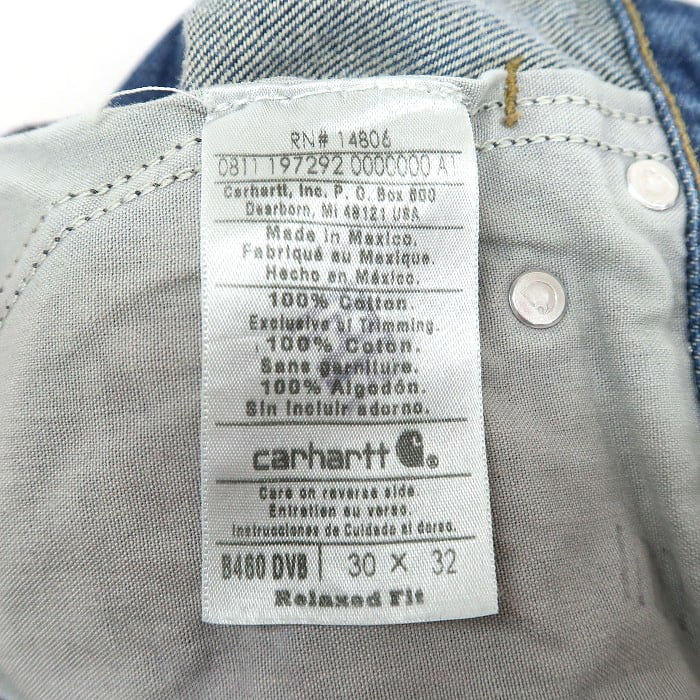 RN# 14806
0811 197292 0000000 A1
Carhartt, Inc. P. O. Box 600
Dearborn, MI 48121 USA
Made in Mexico.
Fabriqué au Mexique.
Hecho en México.
100% Cotton.
Exclusive of Trimming.
100% Coton.
Sans garniture.
100% Algodón.
Sin incluir adorno.
carhartt
Care on reverse side
Entretien eu verso.
Instrucciones de Cuidado al dorso.
B460 DVB 30 X 32
Relaxed Fit